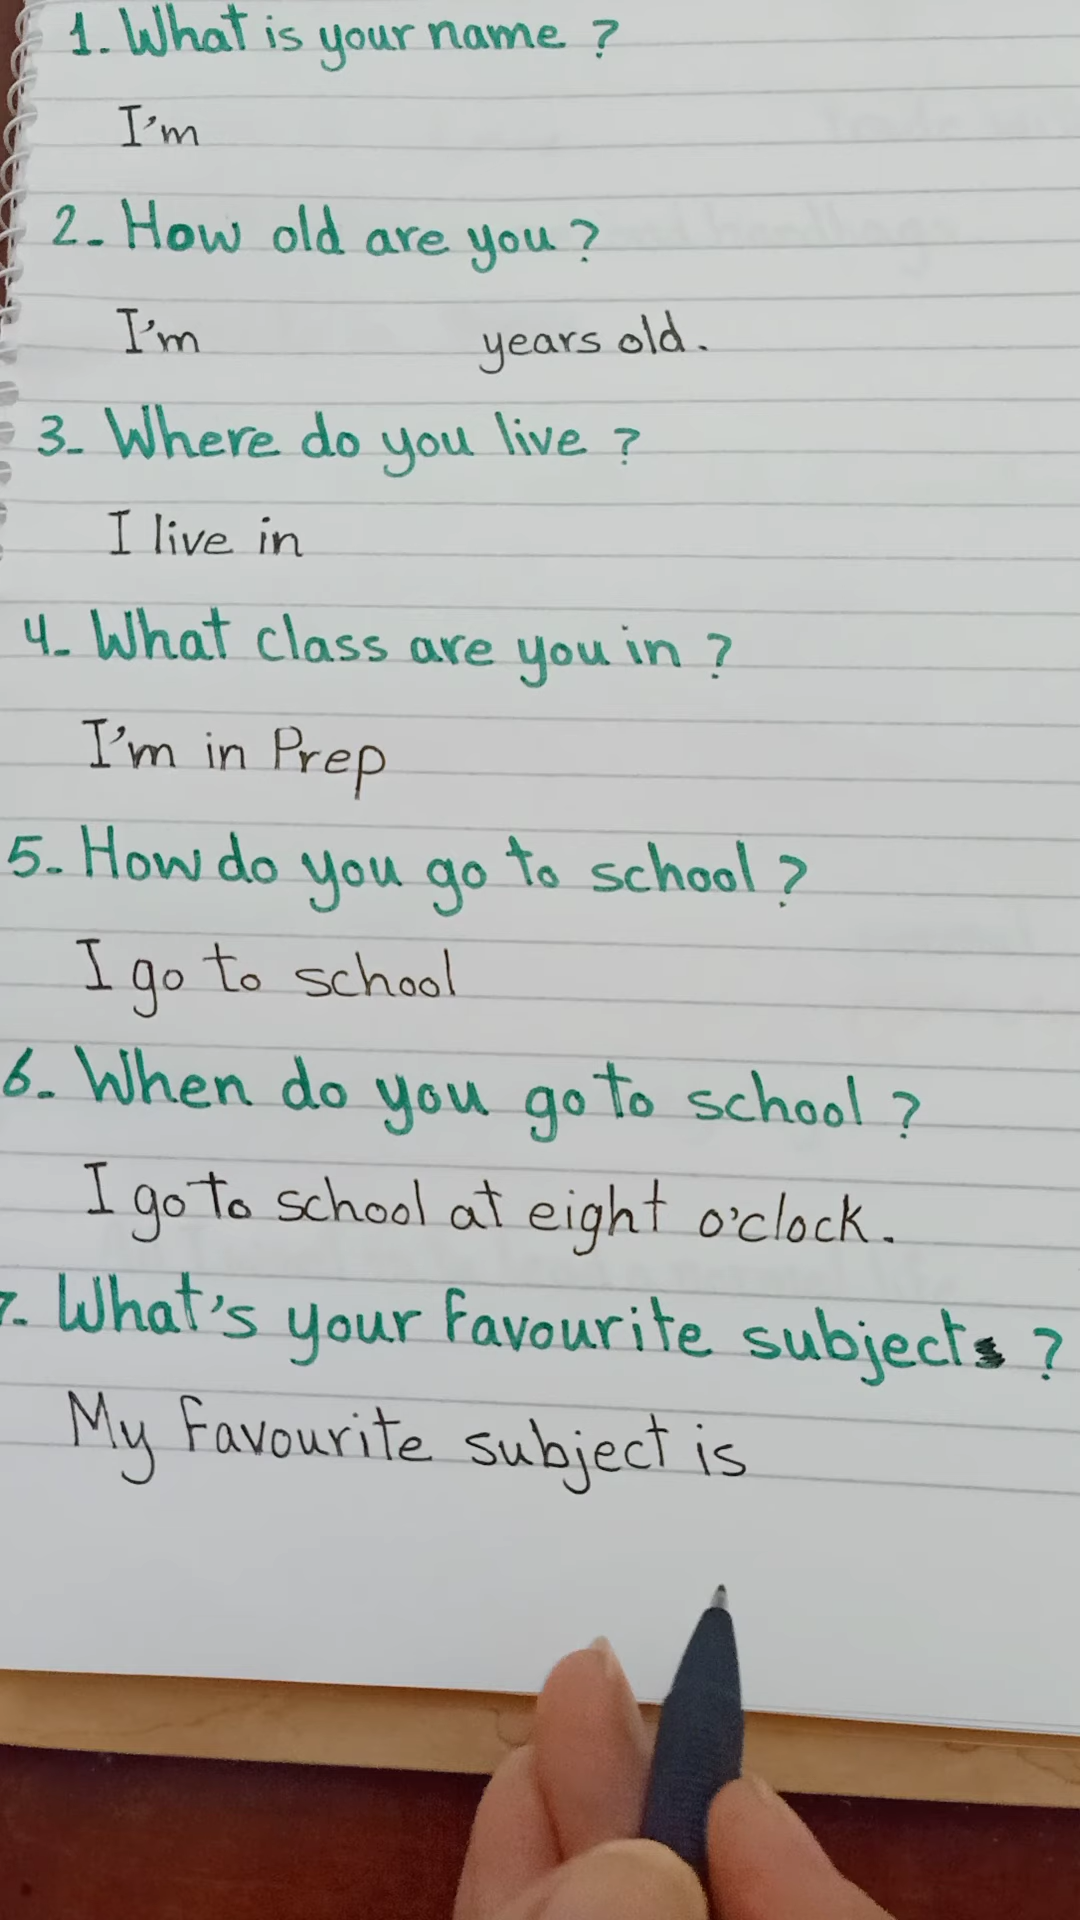 1. What is your name ?
I'm
2- How old are you ?
I'm years old.
3- Where do you live ?
I live in
4- What class are you in ?
I'm in Prep
5- How do you go to school ?
I go to school
6- When do you go to school ?
I go to school at eight o'clock.
7- What's your favourite subject ?
My favourite subject is